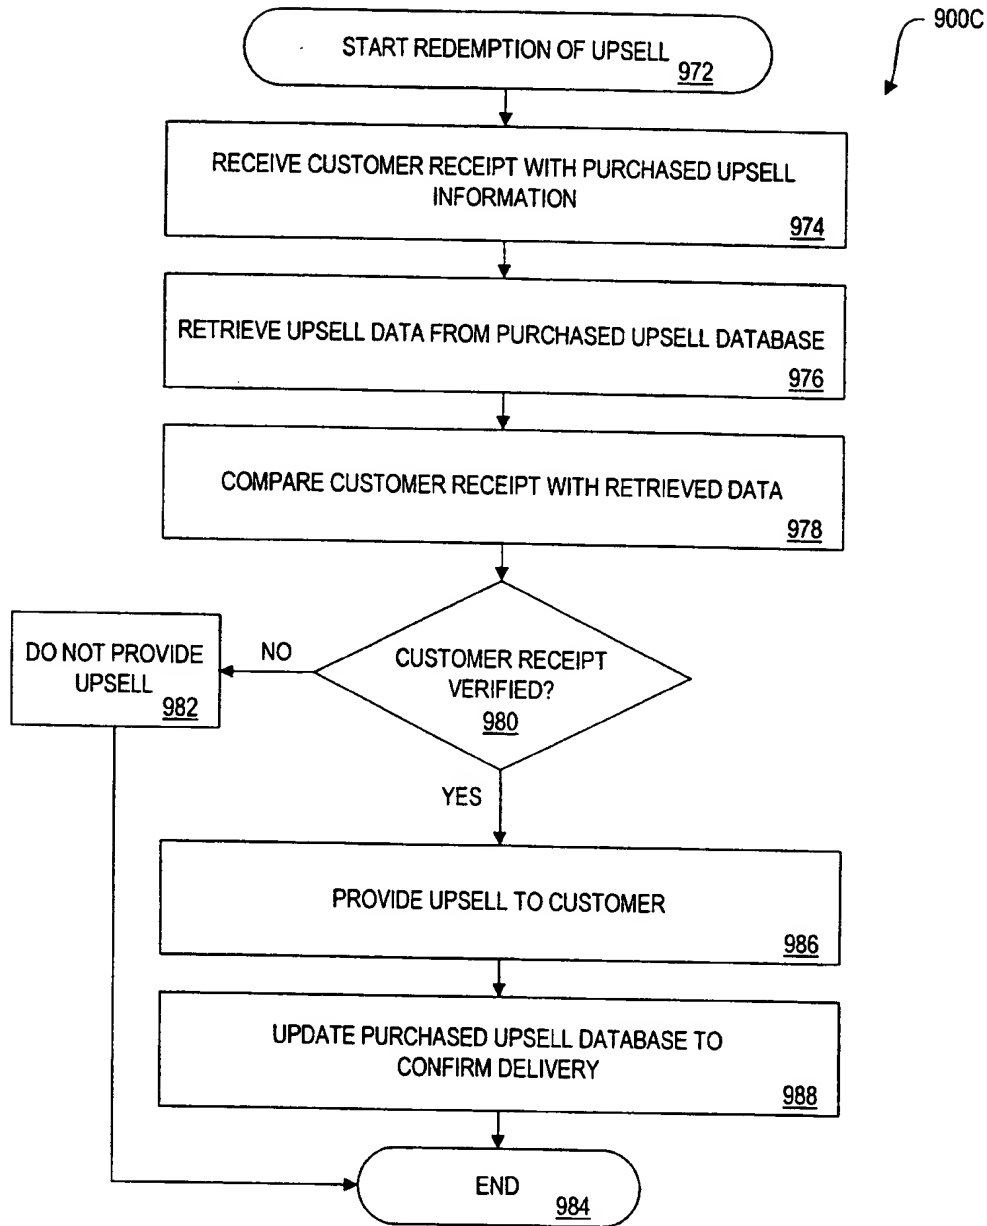 900C
START REDEMPTION OF UPSELL
972
RECEIVE CUSTOMER RECEIPT WITH PURCHASED UPSELL
INFORMATION
974
RETRIEVE UPSELL DATA FROM PURCHASED UPSELL DATABASE
976
COMPARE CUSTOMER RECEIPT WITH RETRIEVED DATA
978
DO NOT PROVIDE
UPSELL
982
NO
CUSTOMER RECEIPT
VERIFIED?
980
YES
PROVIDE UPSELL TO CUSTOMER
986
UPDATE PURCHASED UPSELL DATABASE TO
CONFIRM DELIVERY
988
END
984